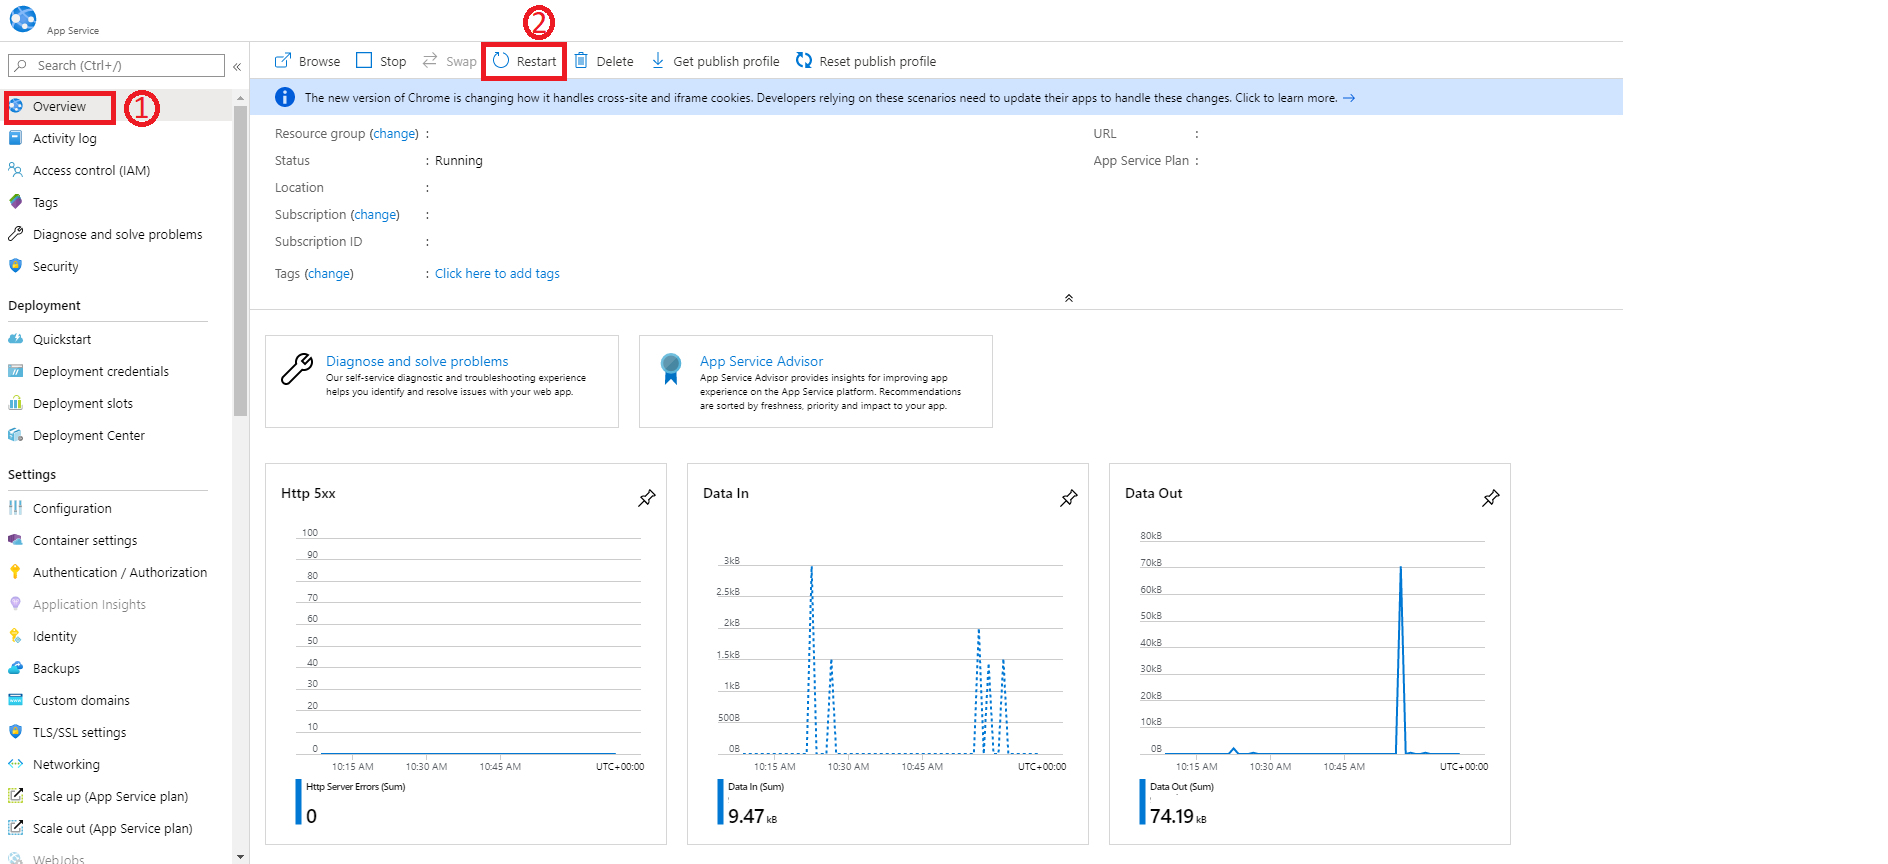 App Service
2
Browse
Stop
Swap
Restart
Delete
Get publish profile
Reset publish profile
Search (Ctrl+/)
«
The new version of Chrome is changing how it handles cross-site and iframe cookies. Developers relying on these scenarios need to update their apps to handle these changes. Click to learn more. →
Overview
1
Activity log
Access control (IAM)
Tags
Diagnose and solve problems
Security
Deployment
Quickstart
Deployment credentials
Deployment slots
Deployment Center
Settings
Configuration
Container settings
Authentication / Authorization
Application Insights
Identity
Backups
Custom domains
TLS/SSL settings
Networking
Scale up (App Service plan)
Scale out (App Service plan)
WebJobs
Resource group (change) :
Status : Running
Location :
Subscription (change) :
Subscription ID :
Tags (change) : Click here to add tags
URL :
App Service Plan :
Diagnose and solve problems
Our self-service diagnostic and troubleshooting experience
helps you identify and resolve issues with your web app.
App Service Advisor
App Service Advisor provides insights for improving app
experience on the App Service platform. Recommendations
are sorted by freshness, priority and impact to your app.
Http 5xx
100
90
80
70
60
50
40
30
20
10
0
10:15 AM 10:30 AM 10:45 AM UTC+00:00
Http Server Errors (Sum)
0
Data In
3kB
2.5kB
2kB
1.5kB
1kB
500B
0B
10:15 AM 10:30 AM 10:45 AM UTC+00:00
Data In (Sum)
9.47 kB
Data Out
80kB
70kB
60kB
50kB
40kB
30kB
20kB
10kB
0B
10:15 AM 10:30 AM 10:45 AM UTC+00:00
Data Out (Sum)
74.19 kB